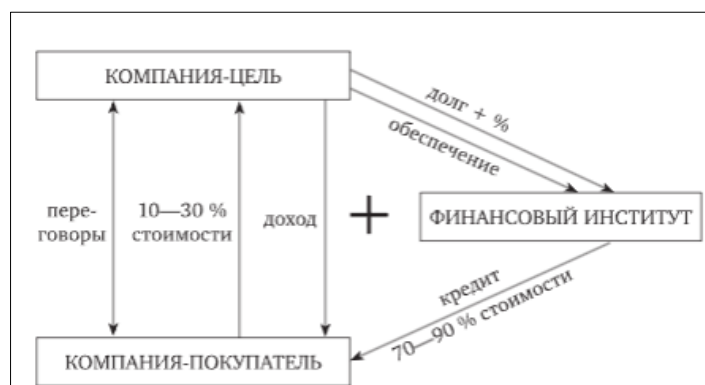 КОМПАНИЯ-ЦЕЛЬ
долг + %
обеспечение
пере-
говоры
10—30 %
стоимости
доход
+
ФИНАНСОВЫЙ ИНСТИТУТ
кредит
70—90 % стоимости
КОМПАНИЯ-ПОКУПАТЕЛЬ